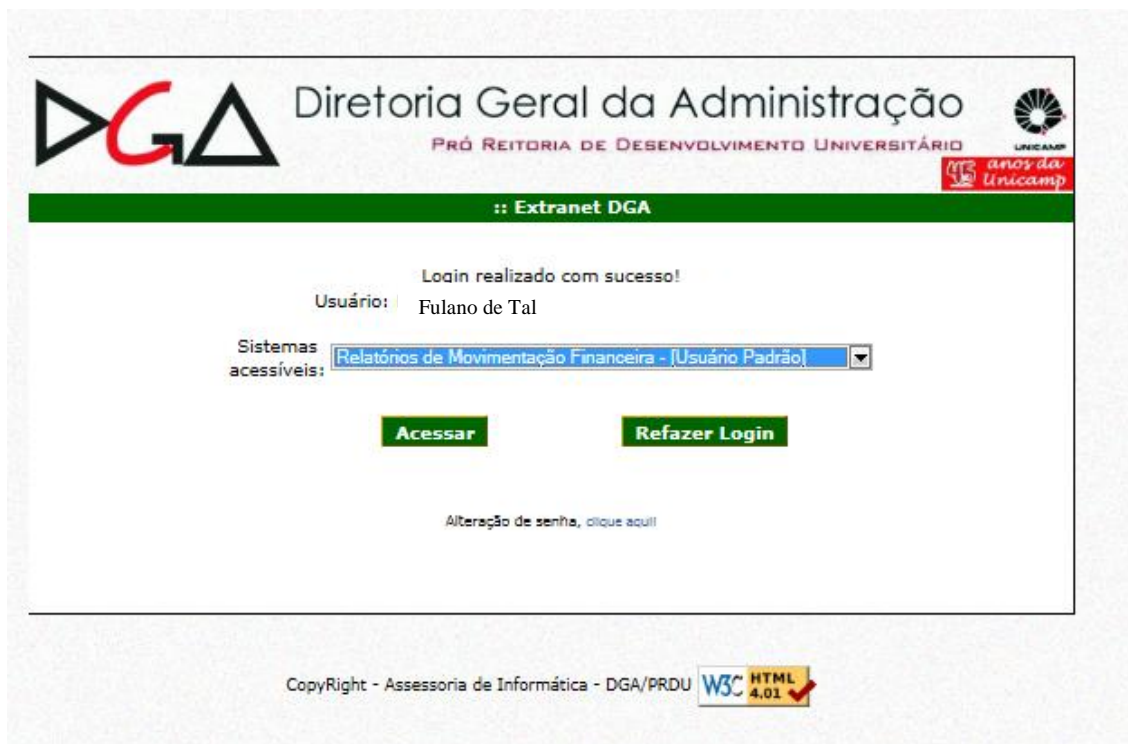 DGA
Diretoria Geral da Administração
PRÓ REITORIA DE DESENVOLVIMENTO UNIVERSITÁRIO
UNICAMP
45 anos da
Unicamp
:: Extranet DGA
Login realizado com sucesso!
Usuário: Fulano de Tal
Sistemas
acessíveis: Relatórios de Movimentação Financeira - [Usuário Padrão]
Acessar Refazer Login
Alteração de senha, clique aqui!
CopyRight - Assessoria de Informática - DGA/PRDU W3C HTML
4.01